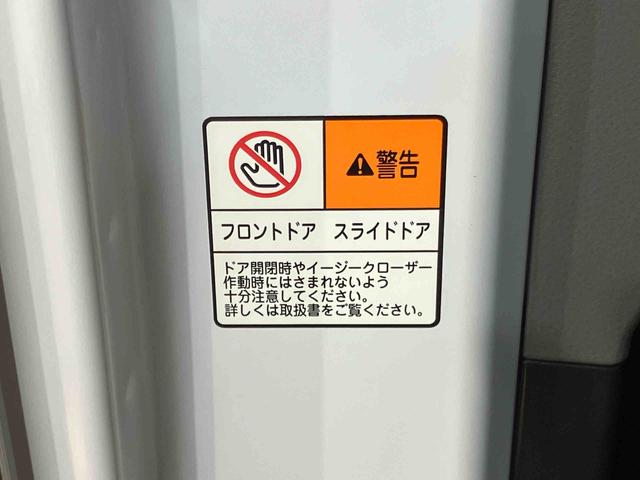 ⚠警告
フロントドア スライドドア
ドア開閉時やイージークローザー
作動時にはさまれないよう
十分注意してください。
詳しくは取扱書をご覧ください。